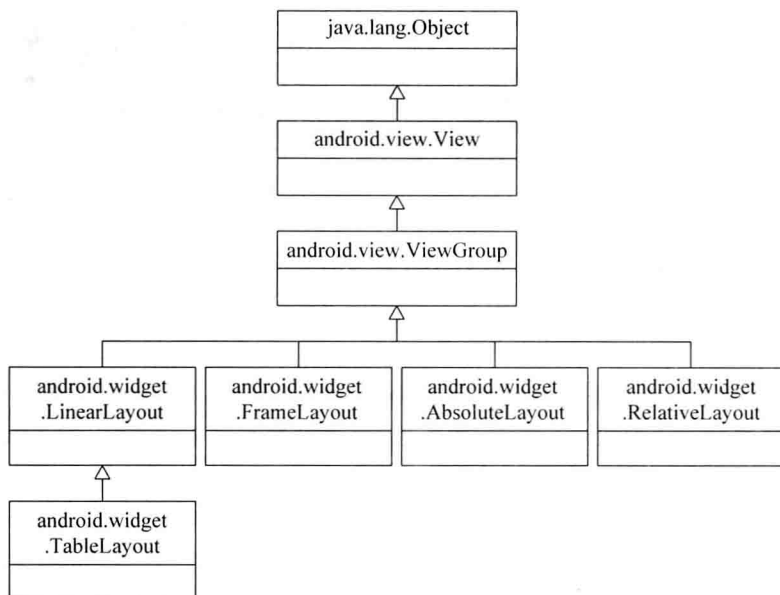 java.lang.Object
android.view.View
android.view.ViewGroup
android.widget
.LinearLayout
android.widget
.FrameLayout
android.widget
.AbsoluteLayout
android.widget
.RelativeLayout
android.widget
.TableLayout